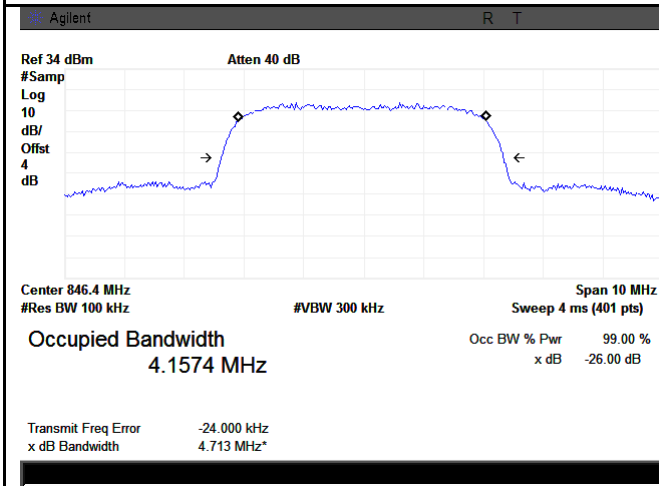 Agilent R T
Ref 34 dBm Atten 40 dB
#Samp
Log
10
dB/
Offst
4
dB
Center 846.4 MHz Span 10 MHz
#Res BW 100 kHz #VBW 300 kHz Sweep 4 ms (401 pts)
Occupied Bandwidth Occ BW % Pwr 99.00 %
4.1574 MHz x dB -26.00 dB
Transmit Freq Error -24.000 kHz
x dB Bandwidth 4.713 MHz*